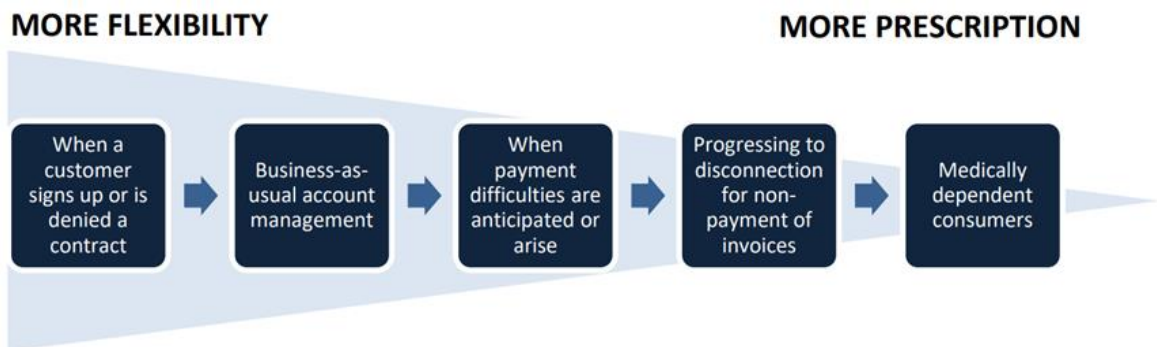 MORE FLEXIBILITY
MORE PRESCRIPTION
When a
customer
signs up or is
denied a
contract
Business-as-
usual account
management
When
payment
difficulties are
anticipated or
arise
Progressing to
disconnection
for non-
payment of
invoices
Medically
dependent
consumers